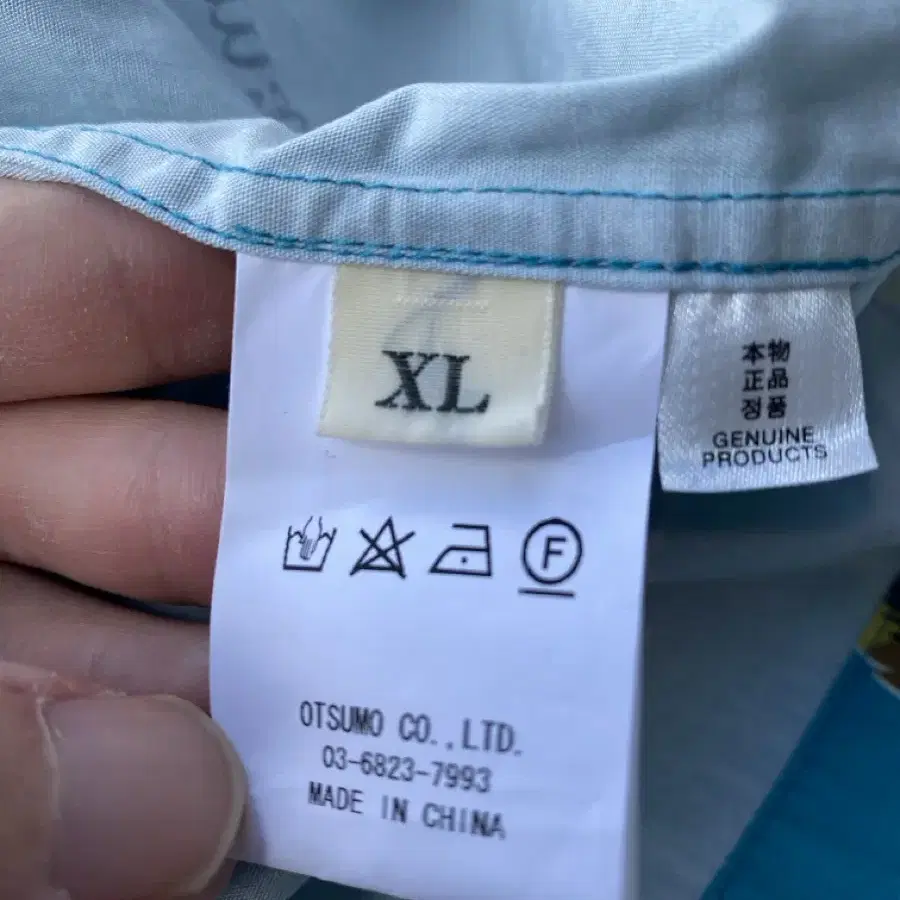 XL
本物
正品
정품
GENUINE
PRODUCTS
F
OTSUMO CO.,LTD.
03-6823-7993
MADE IN CHINA